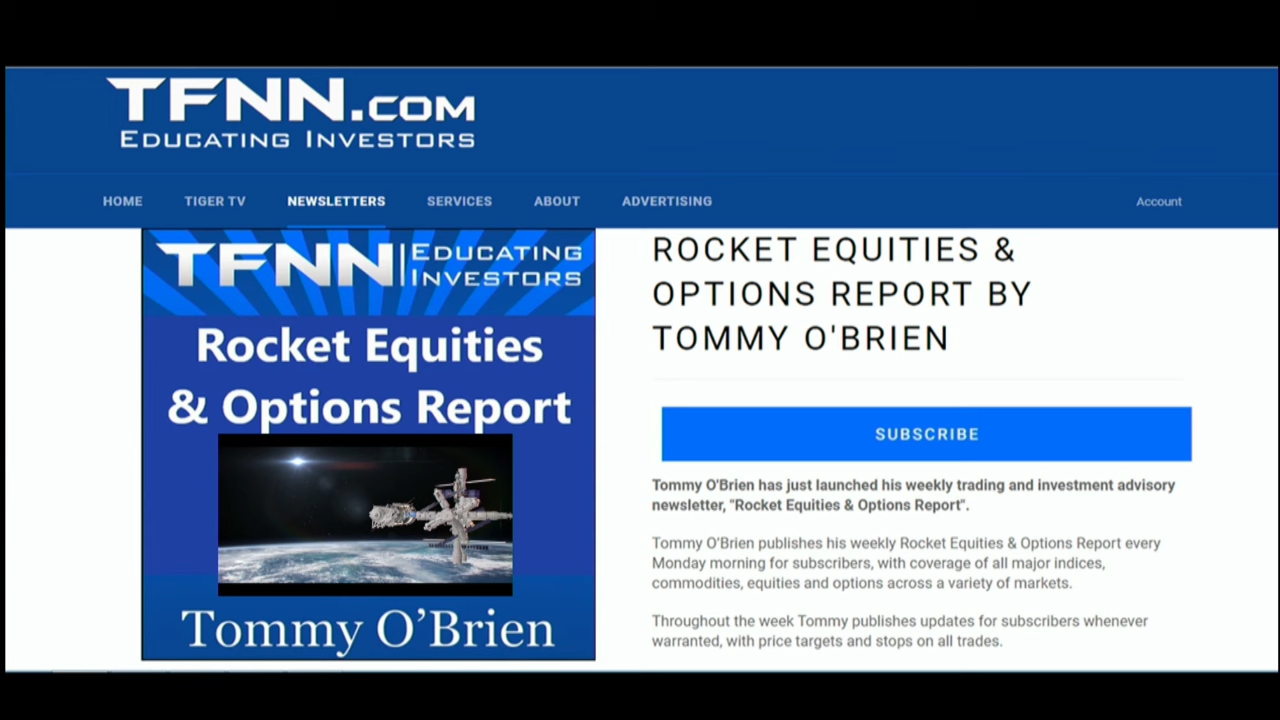 TFNN.COM
EDUCATING INVESTORS
HOME TIGER TV NEWSLETTERS SERVICES ABOUT ADVERTISING Account
TFNN EDUCATING
INVESTORS
Rocket Equities
& Options Report
Tommy O’Brien
ROCKET EQUITIES &
OPTIONS REPORT BY
TOMMY O'BRIEN
SUBSCRIBE
Tommy O'Brien has just launched his weekly trading and investment advisory
newsletter, "Rocket Equities & Options Report".
Tommy O’Brien publishes his weekly Rocket Equities & Options Report every
Monday morning for subscribers, with coverage of all major indices,
commodities, equities and options across a variety of markets.
Throughout the week Tommy publishes updates for subscribers whenever
warranted, with price targets and stops on all trades.